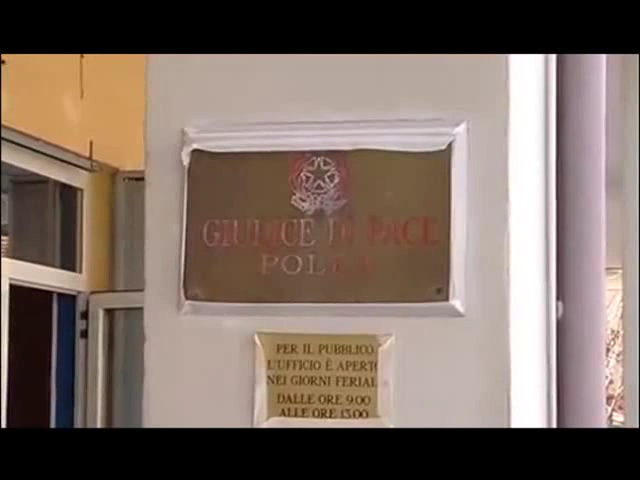 GIUDICE DI PACE
POLLA
PER IL PUBBLICO
L'UFFICIO È APERTO
NEI GIORNI FERIALI
DALLE ORE 9.00
ALLE ORE 13.00